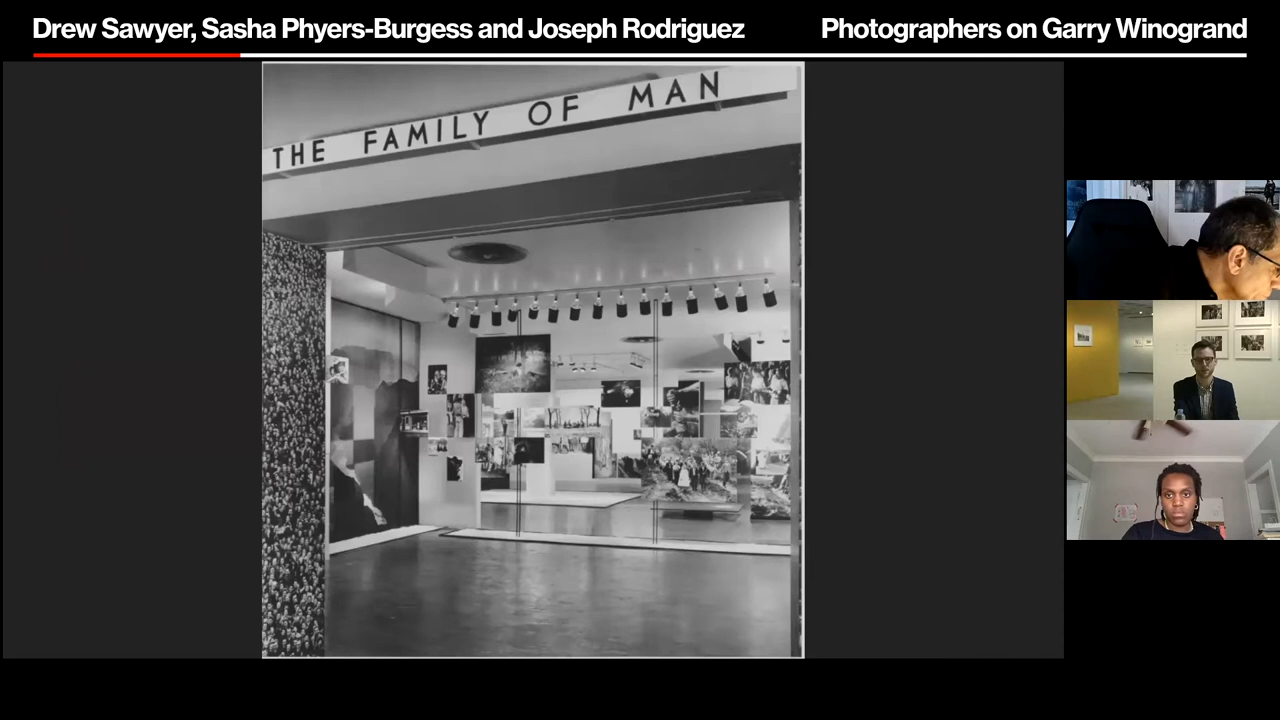 Drew Sawyer, Sasha Phyers-Burgess and Joseph Rodriguez
Photographers on Garry Winogrand
THE FAMILY OF MAN